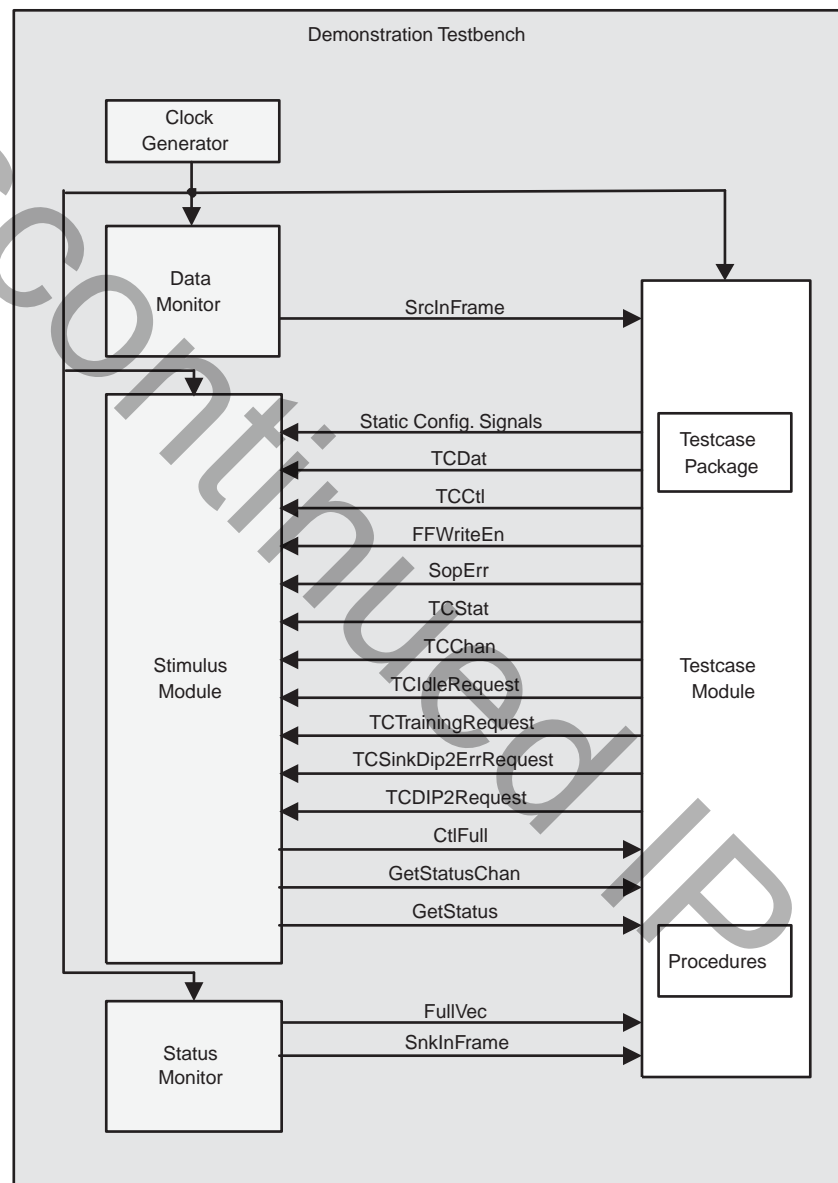 Demonstration Testbench
Clock
Generator
Data
Monitor
SrcInFrame
Static Config. Signals
TCDat
TCCtl
FFWriteEn
SopErr
TCStat
TCChan
TCIdleRequest
TCTrainingRequest
TCSinkDip2ErrRequest
TCDIP2Request
CtlFull
GetStatusChan
GetStatus
Stimulus
Module
Testcase
Package
Testcase
Module
Procedures
FullVec
SnkInFrame
Status
Monitor
continued IP